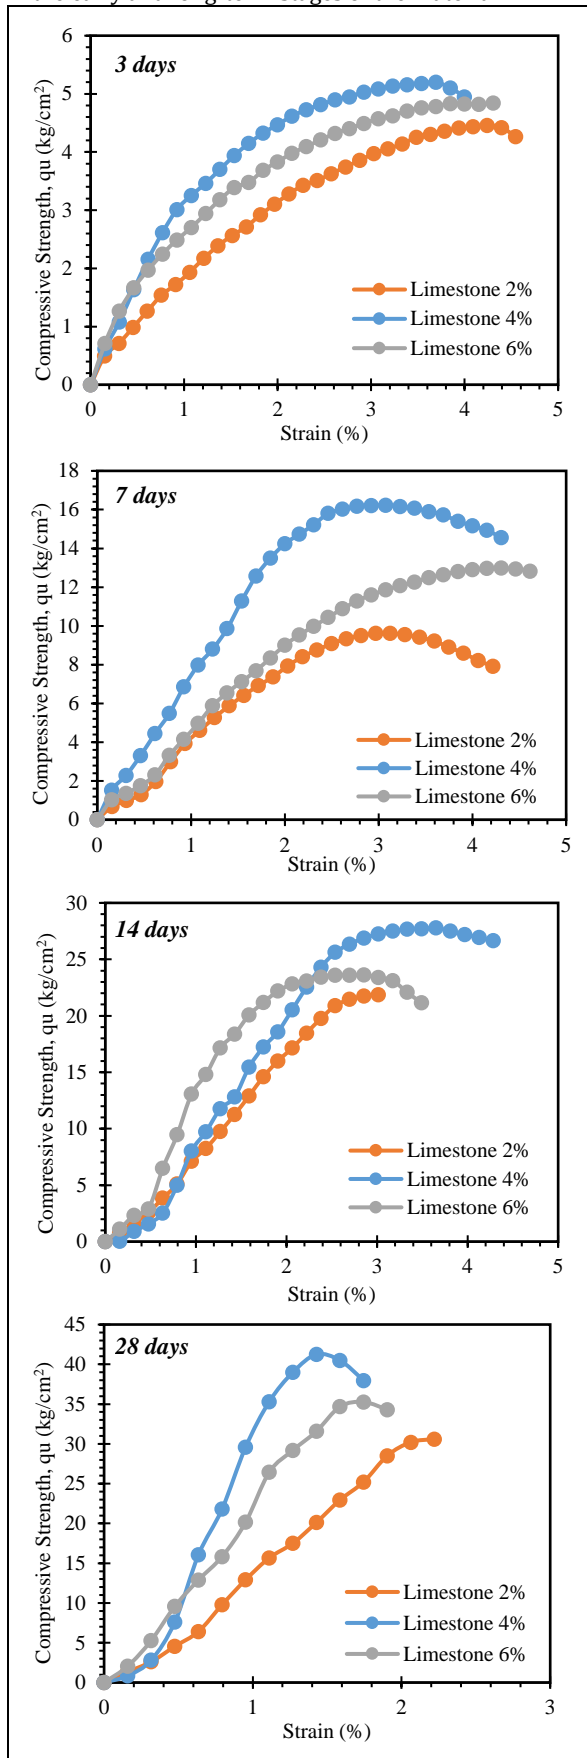 3 days
Compressive Strength, qu (kg/cm²)
6
5
4
3
2
1
0
Limestone 2%
Limestone 4%
Limestone 6%
0 1 2 3 4 5
Strain (%)
7 days
Compressive Strength, qu (kg/cm²)
18
16
14
12
10
8
6
4
2
0
Limestone 2%
Limestone 4%
Limestone 6%
0 1 2 3 4 5
Strain (%)
14 days
Compressive Strength, qu (kg/cm²)
30
25
20
15
10
5
0
Limestone 2%
Limestone 4%
Limestone 6%
0 1 2 3 4 5
Strain (%)
28 days
Compressive Strength, qu (kg/cm²)
45
40
35
30
25
20
15
10
5
0
Limestone 2%
Limestone 4%
Limestone 6%
0 1 2 3
Strain (%)